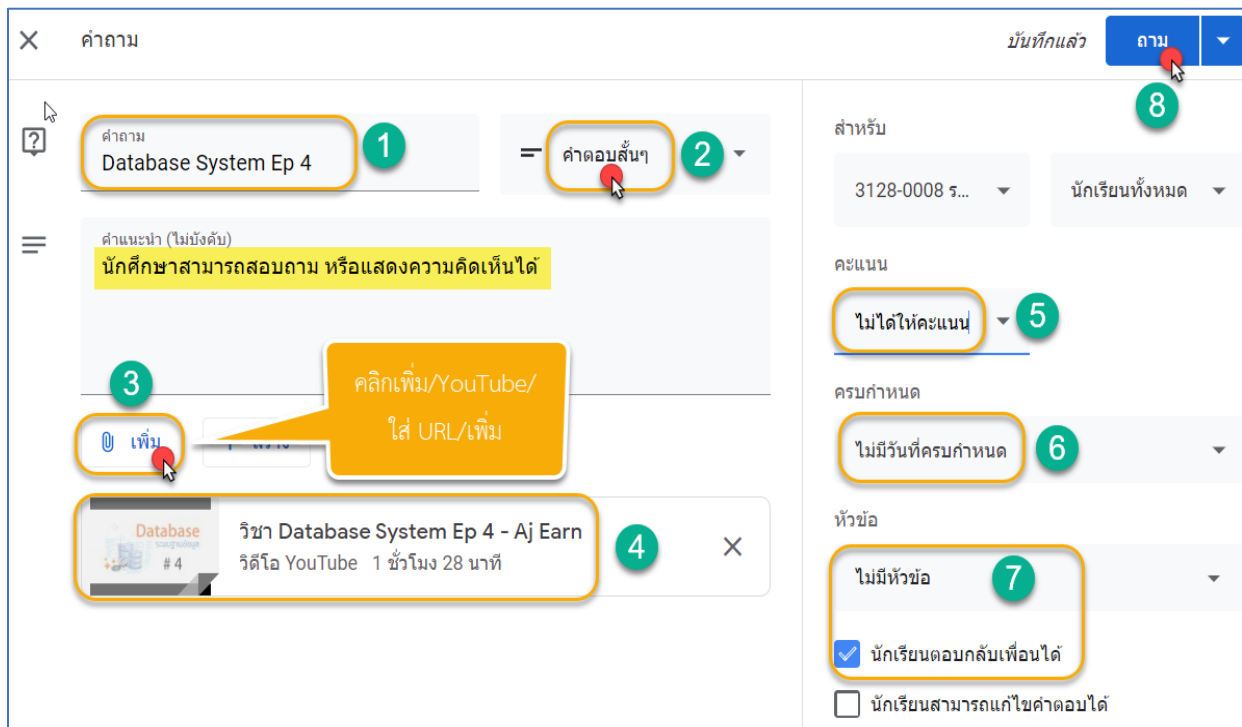 คำถาม
บันทึกแล้ว
ถาม
8
คำถาม
Database System Ep 4
1
คำตอบสั้นๆ
2
คำแนะนำ (ไม่บังคับ)
นักศึกษาสามารถสอบถาม หรือแสดงความคิดเห็นได้
3
เพิ่ม
คลิกเพิ่ม/YouTube/
ใส่ URL/เพิ่ม
Database
ระบบฐานข้อมูล
#4
วิชา Database System Ep 4 - Aj Earn
วิดีโอ YouTube 1 ชั่วโมง 28 นาที
4
สำหรับ
3128-0008 ร...
นักเรียนทั้งหมด
คะแนน
ไม่ได้ให้คะแนน
5
ครบกำหนด
ไม่มีวันที่ครบกำหนด
6
หัวข้อ
ไม่มีหัวข้อ
7
นักเรียนตอบกลับเพื่อนได้
นักเรียนสามารถแก้ไขคำตอบได้